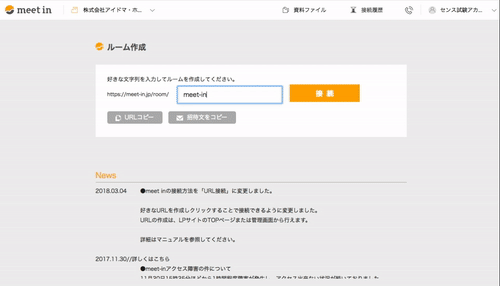 meet in
株式会社アイドマ・ホ...
資料ファイル
接続履歴
センス試験アカ...
ルーム作成
好きな文字列を入力してルームを作成してください。
https://meet-in.jp/room/
meet-in
接続
URLコピー
招待文をコピー
News
2018.03.04
●meet inの接続方法を「URL接続」に変更しました。
好きなURLを作成しクリックすることで接続できるように変更しました。
URLの作成は、LPサイトのTOPページまたは管理画面から行えます。
詳細はマニュアルを参照してください。
2017.11.30//詳しくはこちら
●meet-inアクセス障害の件について